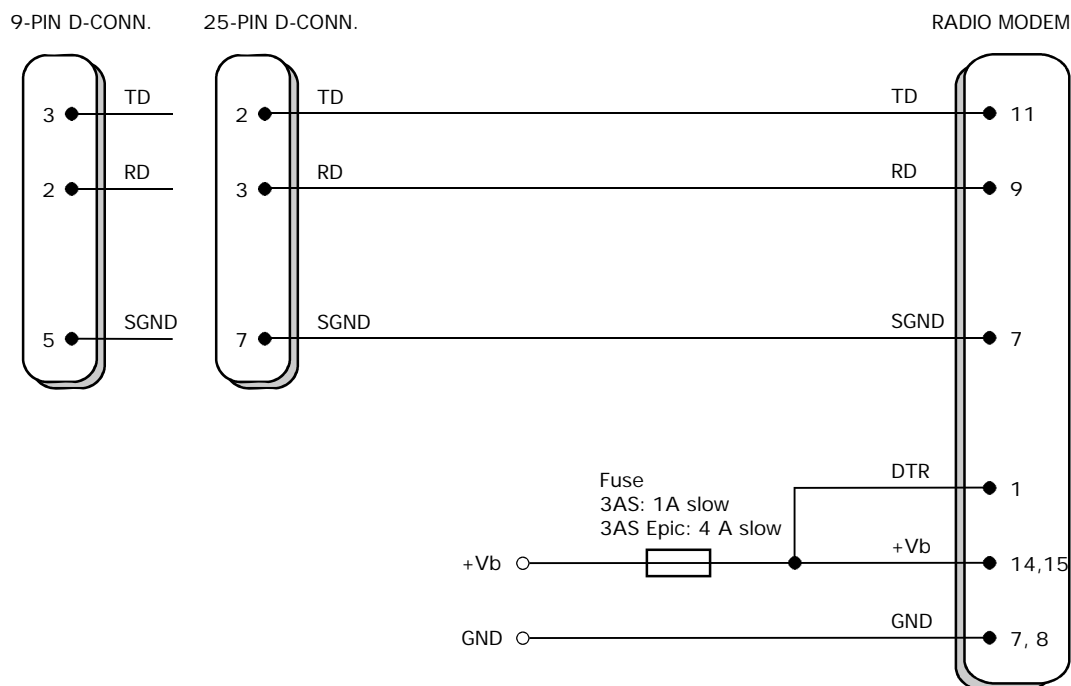 9-PIN D-CONN.
25-PIN D-CONN.
RADIO MODEM
3
TD
2
TD
TD
11
2
RD
3
RD
RD
9
5
SGND
7
SGND
SGND
7
DTR
1
Fuse
3AS: 1A slow
3AS Epic: 4 A slow
+Vb
+Vb
14,15
GND
GND
7, 8